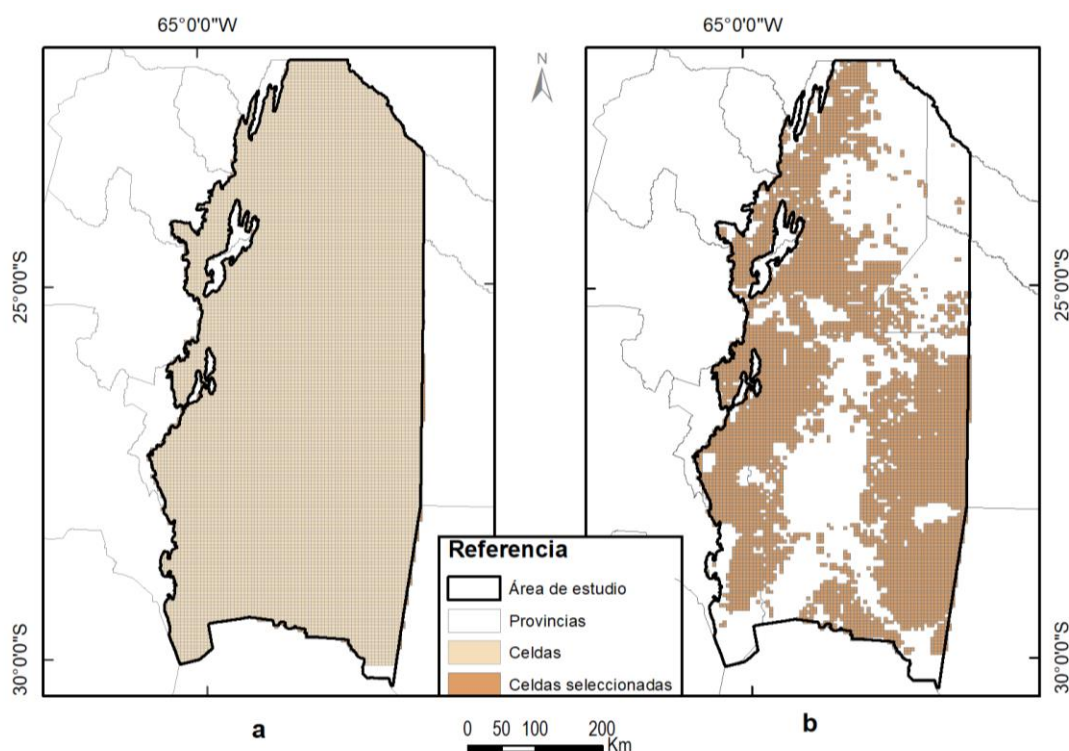 65°0'0"W
65°0'0"W
N
25°0'0"S
25°0'0"S
30°0'0"S
30°0'0"S
Referencia
Área de estudio
Provincias
Celdas
Celdas seleccionadas
a
b
0 50 100 200
Km